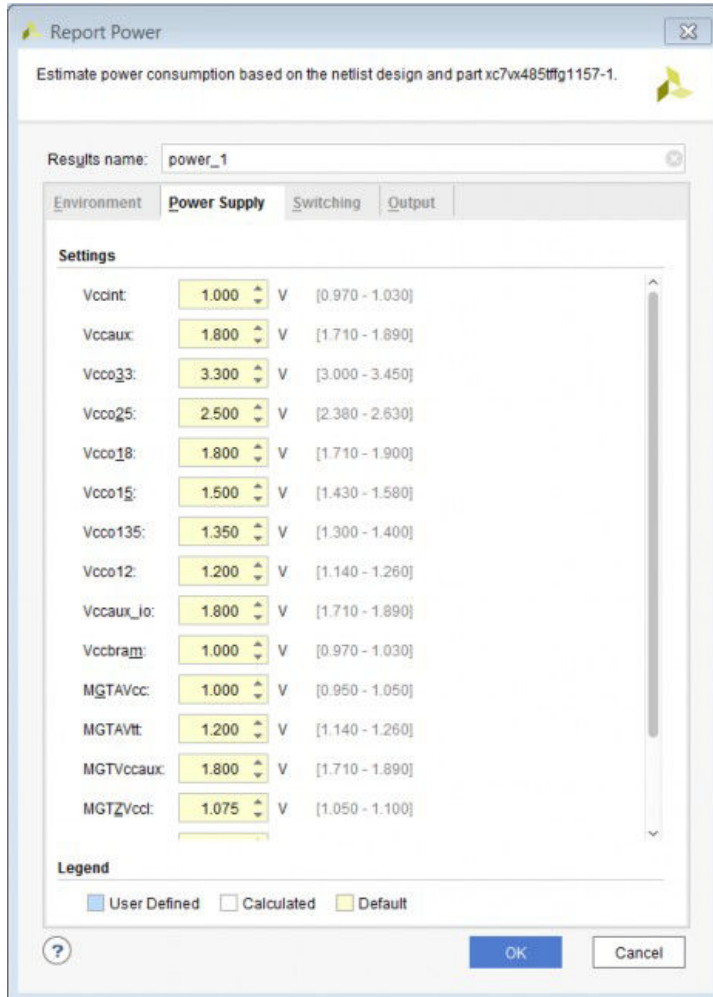 Report Power
Estimate power consumption based on the netlist design and part xc7vx485tffg1157-1.
Results name: power_1
Environment Power Supply Switching Output
Settings
Vccint: 1.000 V [0.970 - 1.030]
Vccaux: 1.800 V [1.710 - 1.890]
Vcco33: 3.300 V [3.000 - 3.450]
Vcco25: 2.500 V [2.380 - 2.630]
Vcco18: 1.800 V [1.710 - 1.900]
Vcco15: 1.500 V [1.430 - 1.580]
Vcco135: 1.350 V [1.300 - 1.400]
Vcco12: 1.200 V [1.140 - 1.260]
Vccaux_io: 1.800 V [1.710 - 1.890]
Vccbram: 1.000 V [0.970 - 1.030]
MGTAVcc: 1.000 V [0.950 - 1.050]
MGTAVtt: 1.200 V [1.140 - 1.260]
MGTVccaux: 1.800 V [1.710 - 1.890]
MGTZVccl: 1.075 V [1.050 - 1.100]
Legend
User Defined Calculated Default
? OK Cancel